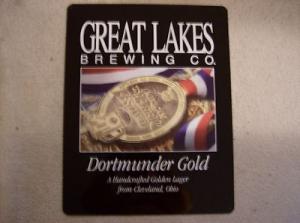 GREAT LAKES
BREWING CO.
Dortmunder Gold
A Handcrafted Golden Lager
from Cleveland, Ohio